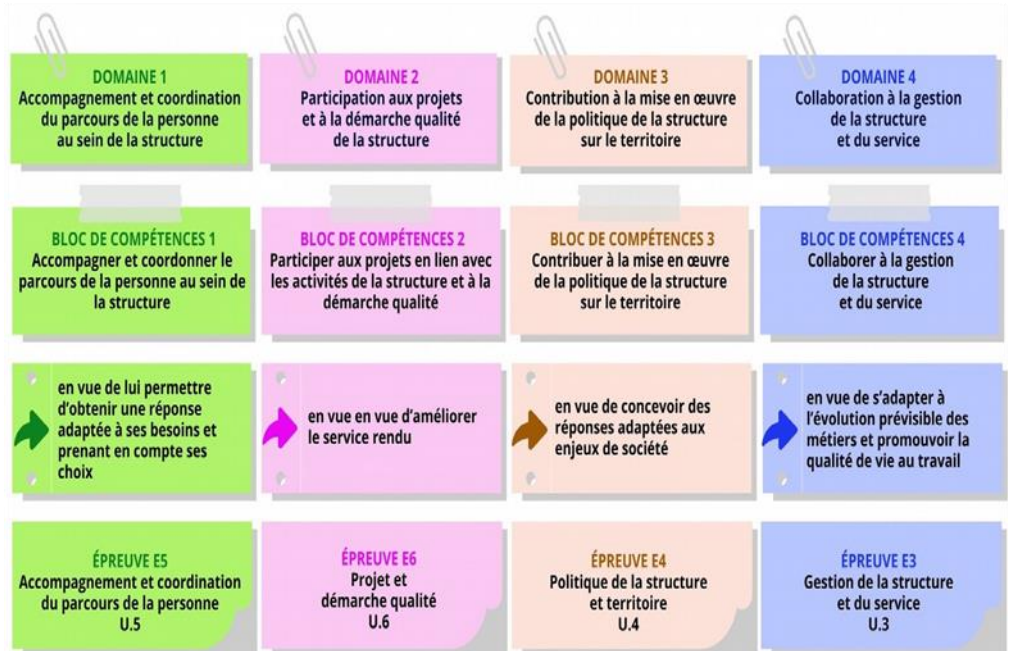 DOMAINE 1
Accompagnement et coordination
du parcours de la personne
au sein de la structure
DOMAINE 2
Participation aux projets
et à la démarche qualité
de la structure
DOMAINE 3
Contribution à la mise en œuvre
de la politique de la structure
sur le territoire
DOMAINE 4
Collaboration à la gestion
de la structure
et du service
BLOC DE COMPÉTENCES 1
Accompagner et coordonner le
parcours de la personne au sein de
la structure
BLOC DE COMPÉTENCES 2
Participer aux projets en lien avec
les activités de la structure et à la
démarche qualité
BLOC DE COMPÉTENCES 3
Contribuer à la mise en œuvre
de la politique de la structure
sur le territoire
BLOC DE COMPÉTENCES 4
Collaborer à la gestion
de la structure
et du service
en vue de lui permettre
d'obtenir une réponse
adaptée à ses besoins et
prenant en compte ses
choix
en vue en vue d'améliorer
le service rendu
en vue de concevoir des
réponses adaptées aux
enjeux de société
en vue de s'adapter à
l'évolution prévisible des
métiers et promouvoir la
qualité de vie au travail
ÉPREUVE E5
Accompagnement et coordination
du parcours de la personne
U.5
ÉPREUVE E6
Projet et
démarche qualité
U.6
ÉPREUVE E4
Politique de la structure
et territoire
U.4
ÉPREUVE E3
Gestion de la structure
et du service
U.3